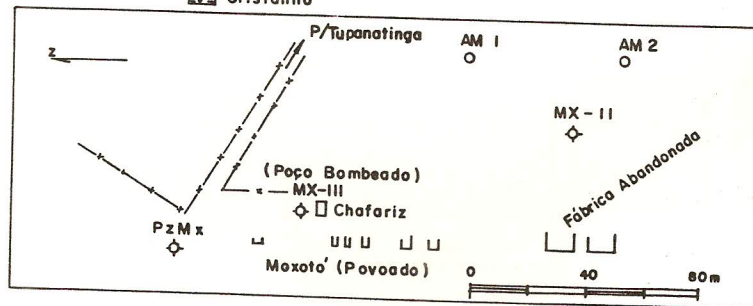 Cristalino
P/Tupanatinga
AM 1
AM 2
z
MX-II
(Poço Bombeado)
MX-III
Fábrica Abandonada
Chafariz
PzMx
Moxoto' (Povoado)
0 40 80m